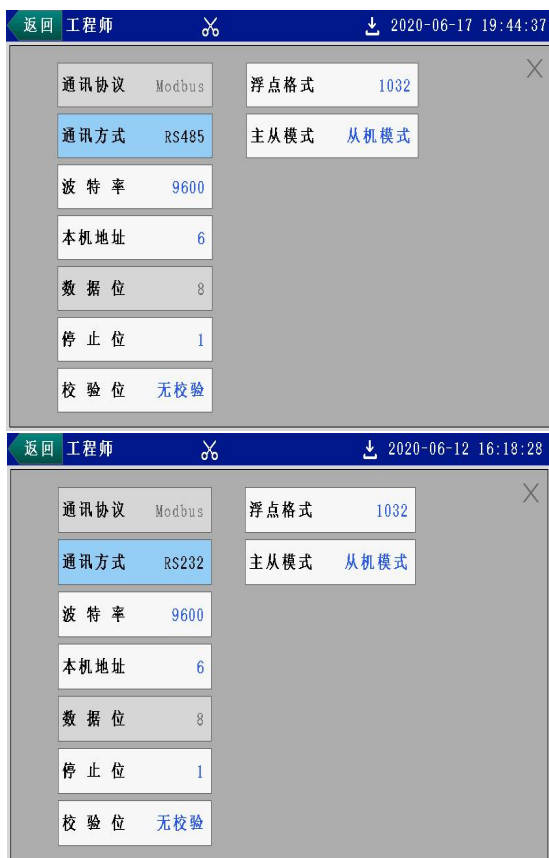 返回 工程师 2020-06-17 19:44:37
通讯协议 Modbus 浮点格式 1032
通讯方式 RS485 主从模式 从机模式
波特率 9600
本机地址 6
数据位 8
停止位 1
校验位 无校验
返回 工程师 2020-06-12 16:18:28
通讯协议 Modbus 浮点格式 1032
通讯方式 RS232 主从模式 从机模式
波特率 9600
本机地址 6
数据位 8
停止位 1
校验位 无校验